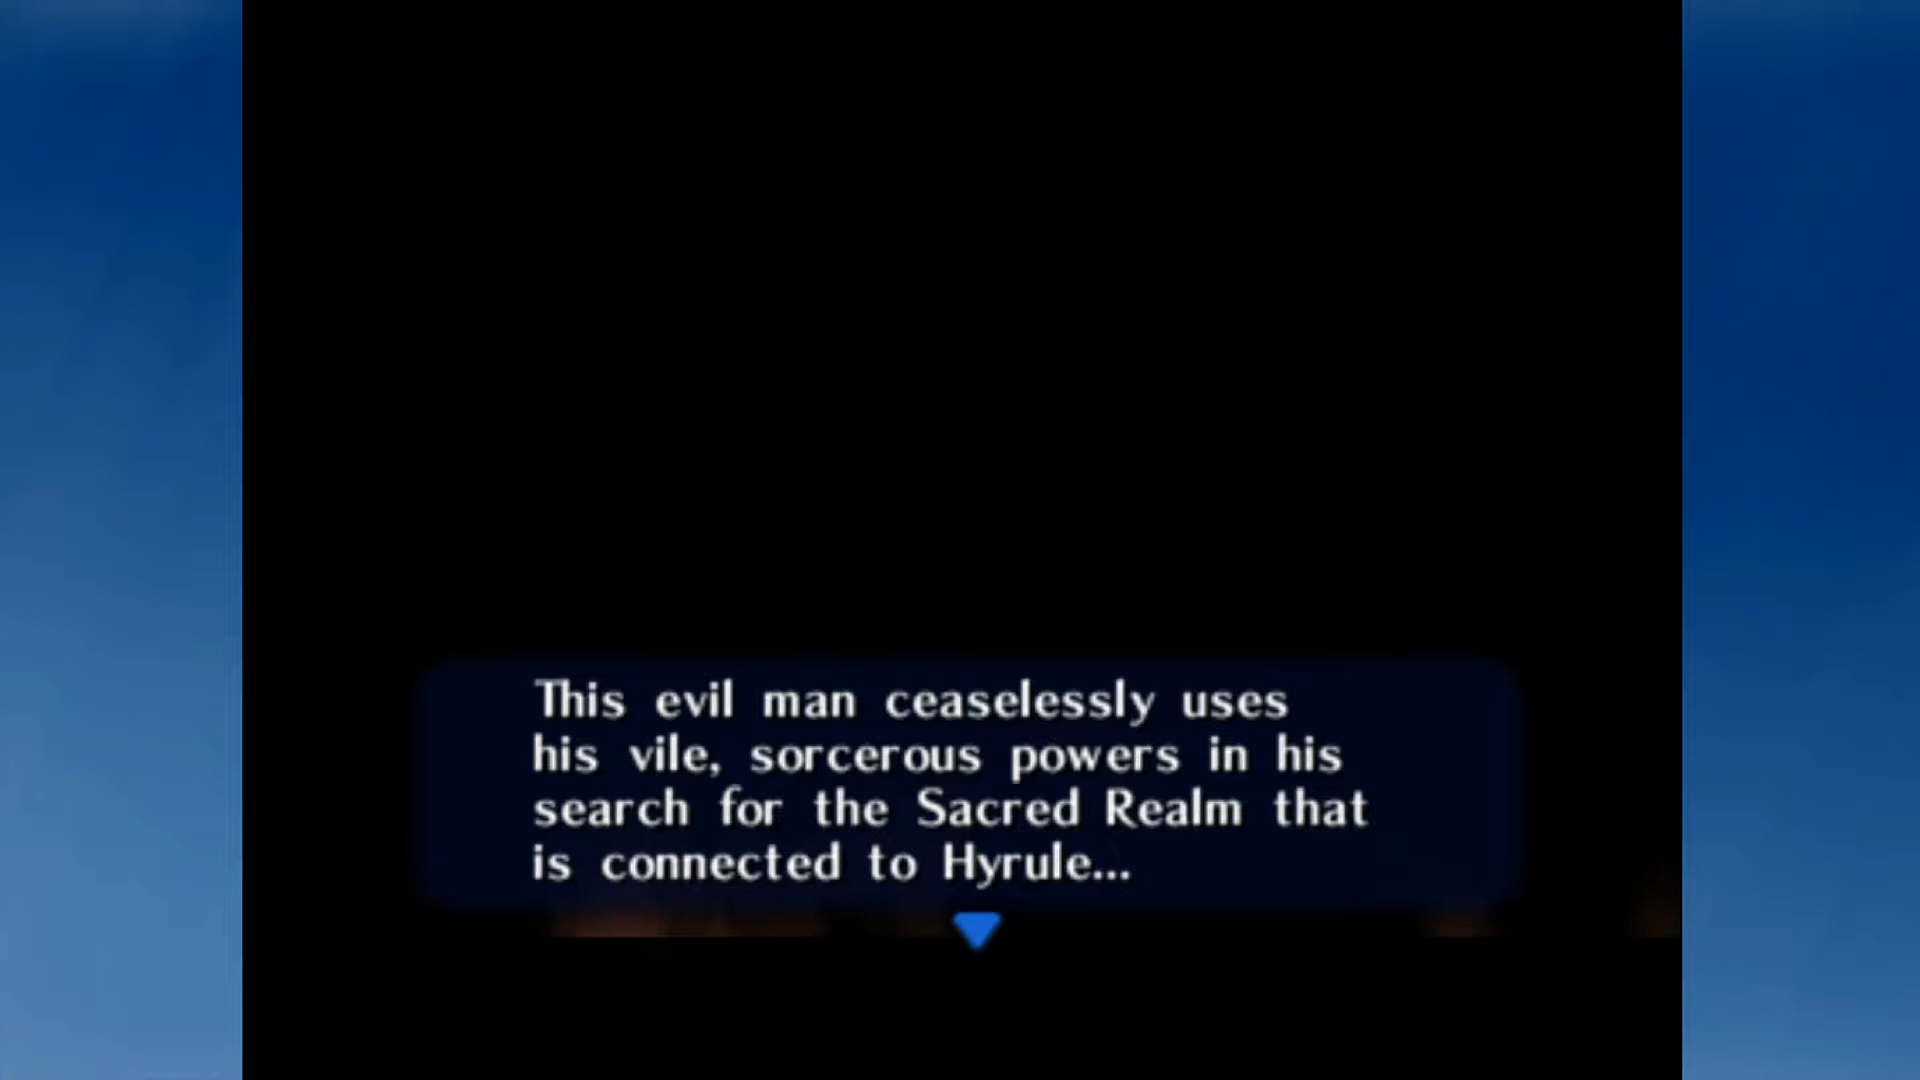 This evil man ceaselessly uses
his vile, sorcerous powers in his
search for the Sacred Realm that
is connected to Hyrule...